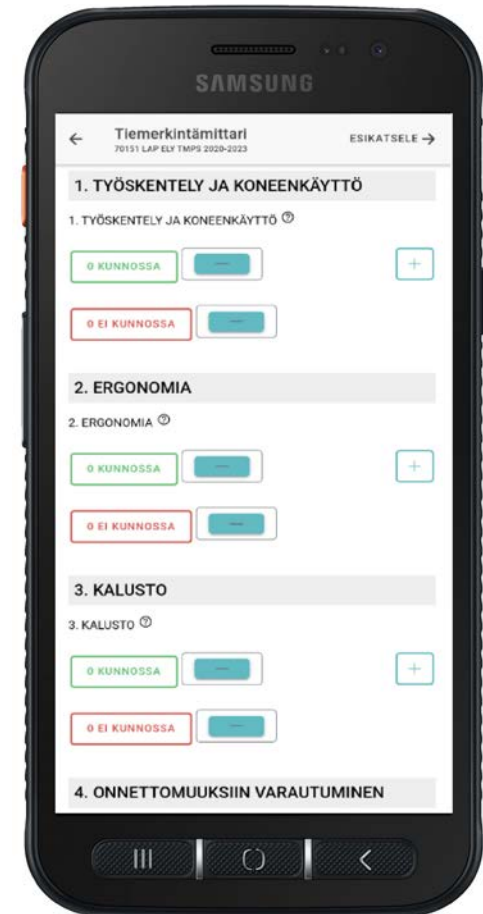 SAMSUNG
Tiemerkintämittari
ESIKATSELE →
70151 LAP ELY TMPS 2020-2023
1. TYÖSKENTELY JA KONEENKÄYTTÖ
1. TYÖSKENTELY JA KONEENKÄYTTÖ ?
0 KUNNOSSA — +
0 EI KUNNOSSA —
2. ERGONOMIA
2. ERGONOMIA ?
0 KUNNOSSA — +
0 EI KUNNOSSA —
3. KALUSTO
3. KALUSTO ?
0 KUNNOSSA — +
0 EI KUNNOSSA —
4. ONNETTOMUUKSIIN VARAUTUMINEN